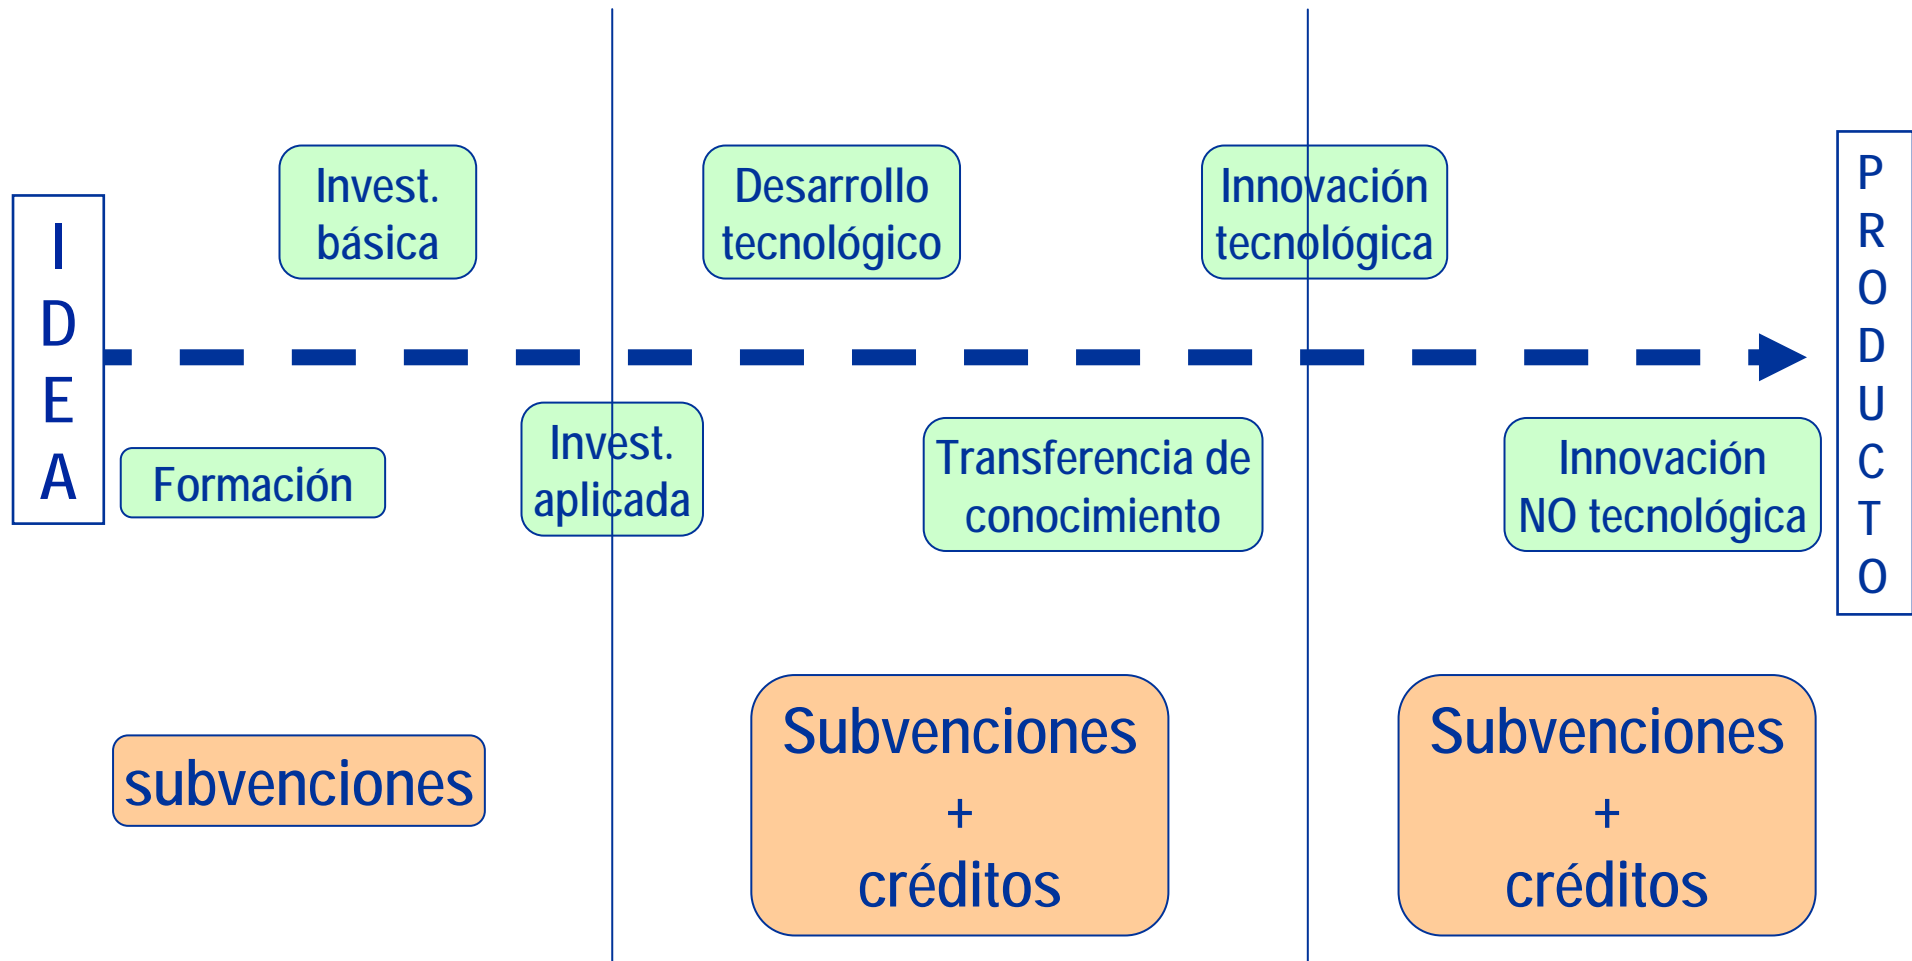 IDEA
Invest.
básica
Desarrollo
tecnológico
Innovación
tecnológica
PRODUCTO
Formación
Invest.
aplicada
Transferencia de
conocimiento
Innovación
NO tecnológica
subvenciones
Subvenciones
+
créditos
Subvenciones
+
créditos